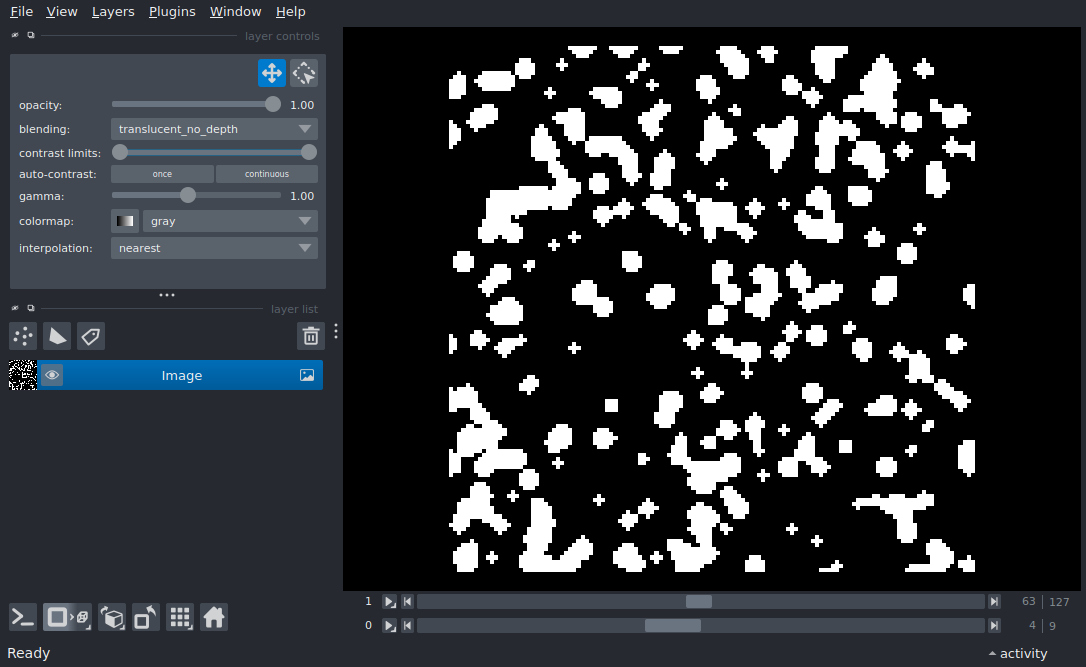 File View Layers Plugins Window Help
layer controls
opacity: 1.00
blending: translucent_no_depth
contrast limits:
auto-contrast: once continuous
gamma: 1.00
colormap: gray
interpolation: nearest
layer list
Image
1 63 127
0 4 9
Ready activity